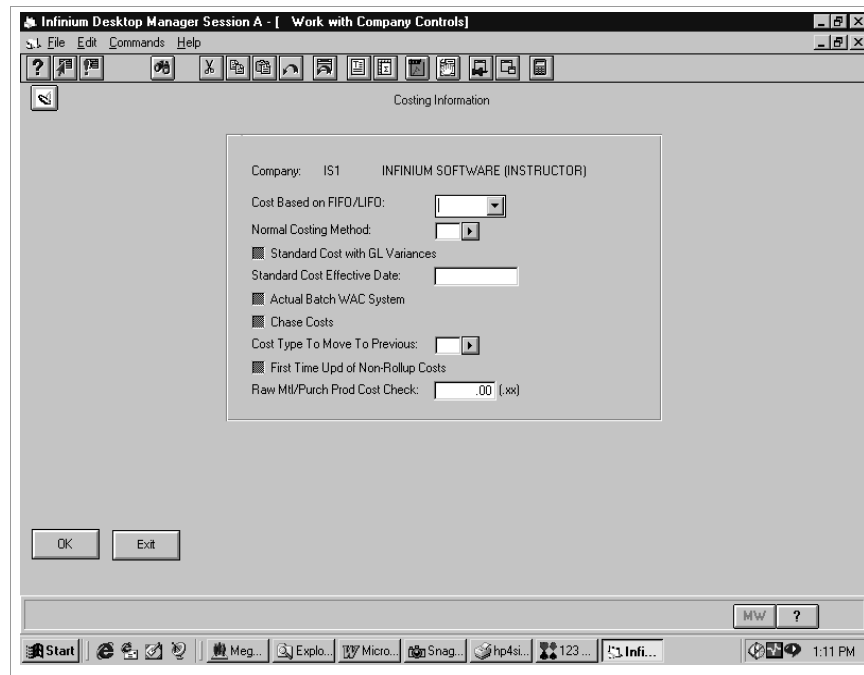 Infinium Desktop Manager Session A - [ Work with Company Controls]
File Edit Commands Help
Costing Information
Company: IS1 INFINIUM SOFTWARE (INSTRUCTOR)
Cost Based on FIFO/LIFO:
Normal Costing Method:
Standard Cost with GL Variances
Standard Cost Effective Date:
Actual Batch WAC System
Chase Costs
Cost Type To Move To Previous:
First Time Upd of Non-Rollup Costs
Raw Mtl/Purch Prod Cost Check: .00 (.xx)
OK Exit
MW ?
Start Meg... Explo... Micro... Snag... hp4si... 123 ... Infi... 1:11 PM